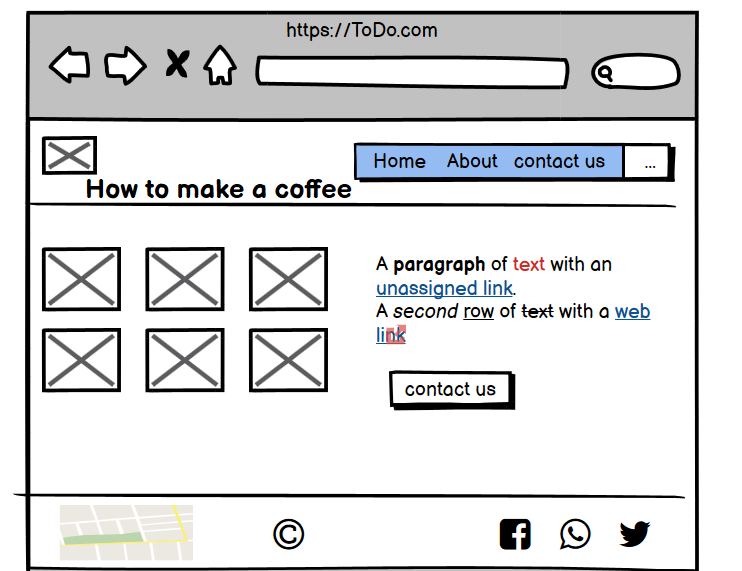 https://ToDo.com
Home About contact us ...
How to make a coffee
A paragraph of text with an
unassigned link.
A second row of text with a web
link
contact us
©